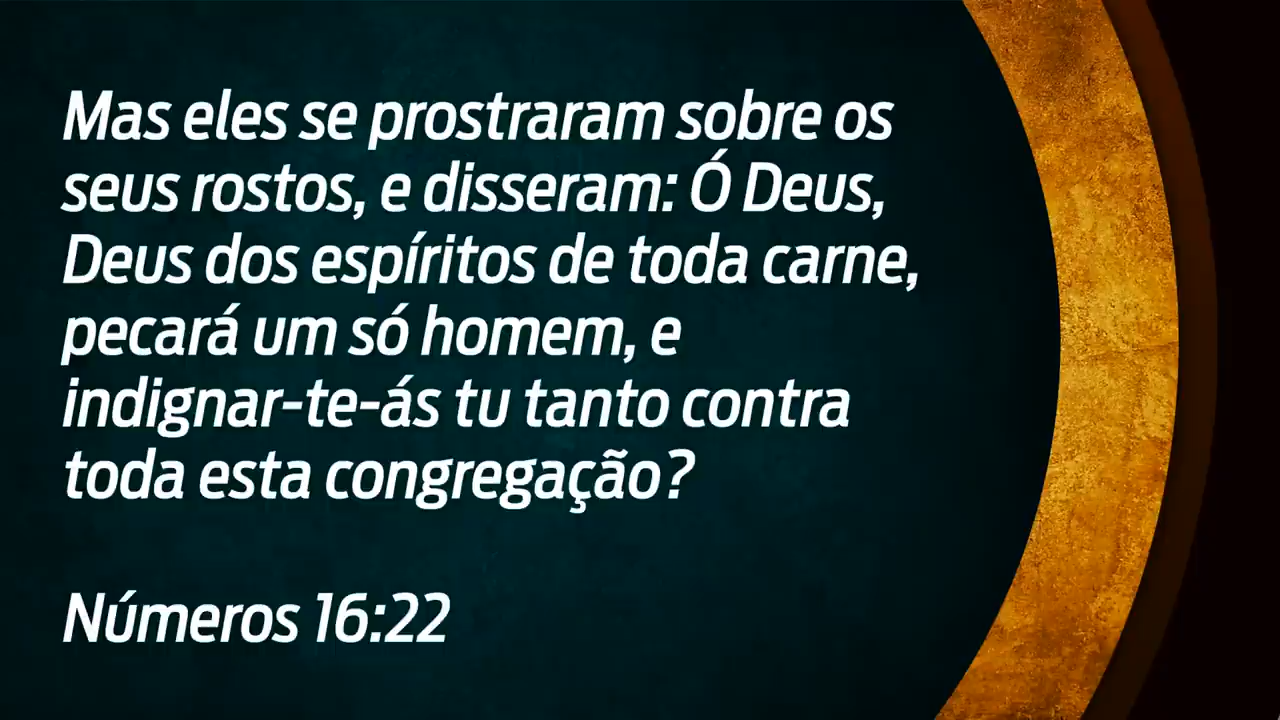 Mas eles se prostraram sobre os
seus rostos, e disseram: Ó Deus,
Deus dos espíritos de toda carne,
pecará um só homem, e
indignar-te-ás tu tanto contra
toda esta congregação?
Números 16:22